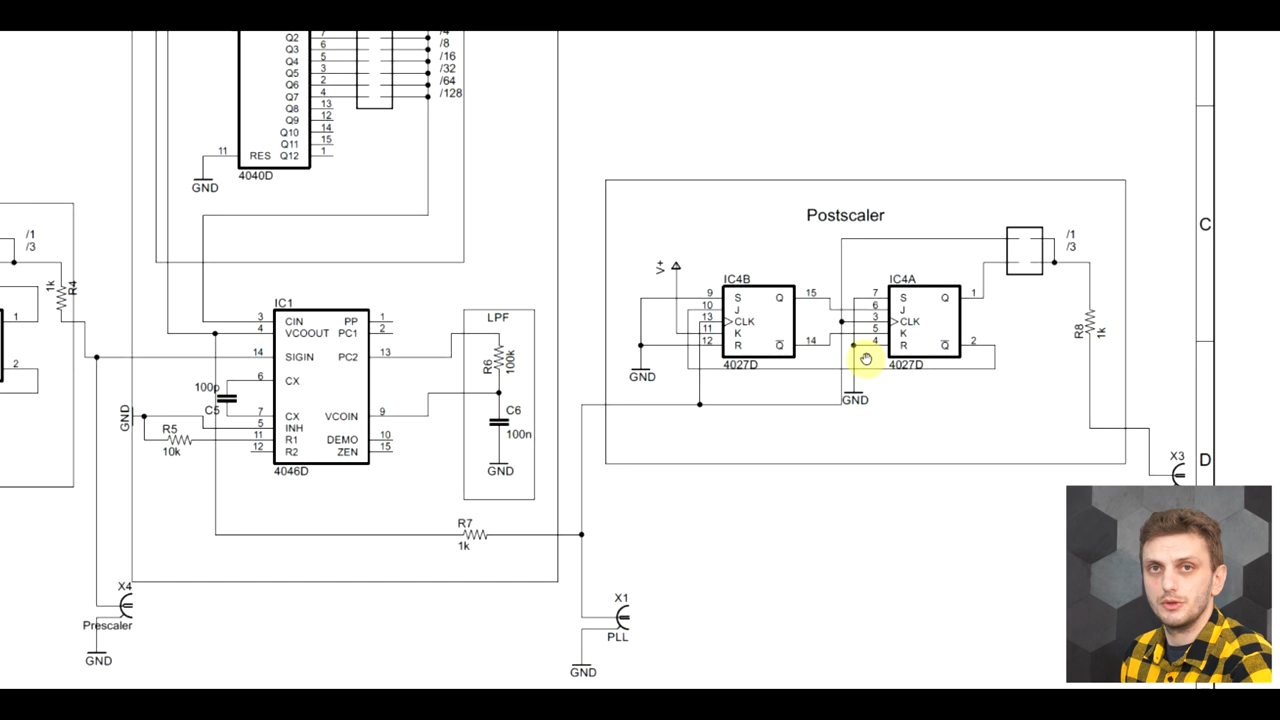 Q2 7 /4
Q3 6 /8
Q4 5 /16
Q5 3 /32
Q6 2 /64
Q7 4 /128
Q8 13
Q9 12
Q10 14
Q11 15
11 RES Q12 1
GND
4040D
/1
/3
1k
R4
1
2
IC1
3 CIN PP 1
4 VCOOUT PC1 2
14 SIGIN PC2 13
6 CX
100p
C5
7 CX VCOIN 9
5 INH
11 R1 DEMO 10
12 R2 ZEN 15
4046D
GND
R5
10k
LPF
R6
100k
C6
100n
GND
R7
1k
X4
Prescaler
GND
X1
PLL
GND
Postscaler
V+
IC4B
9 S Q 15
10 J
13 CLK
11 K
12 R Q 14
4027D
GND
IC4A
7 S Q 1
6 J
3 CLK
5 K
4 R Q 2
4027D
GND
/1
/3
R8
1k
X3
C
D